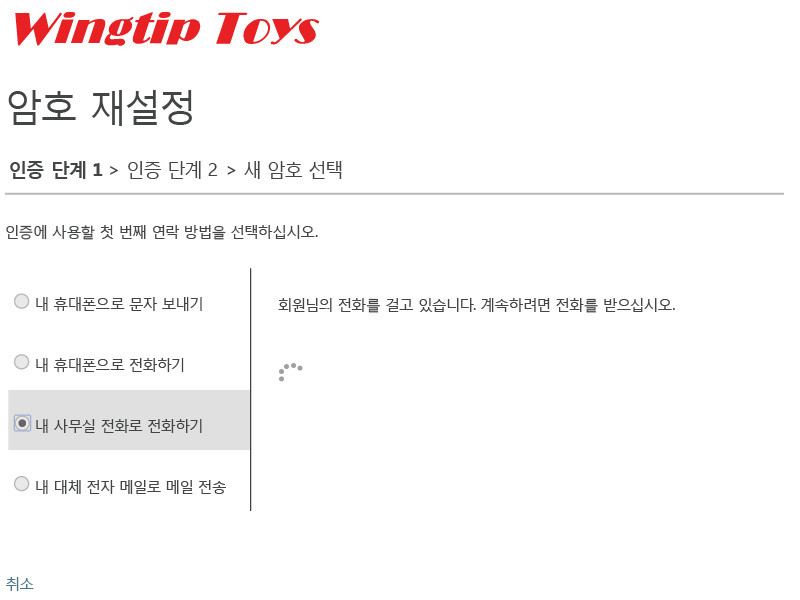 Wingtip Toys
암호 재설정
인증 단계 1 > 인증 단계 2 > 새 암호 선택
인증에 사용할 첫 번째 연락 방법을 선택하십시오.
내 휴대폰으로 문자 보내기
내 휴대폰으로 전화하기
내 사무실 전화로 전화하기
내 대체 전자 메일로 메일 전송
회원님의 전화를 걸고 있습니다. 계속하려면 전화를 받으십시오.
취소